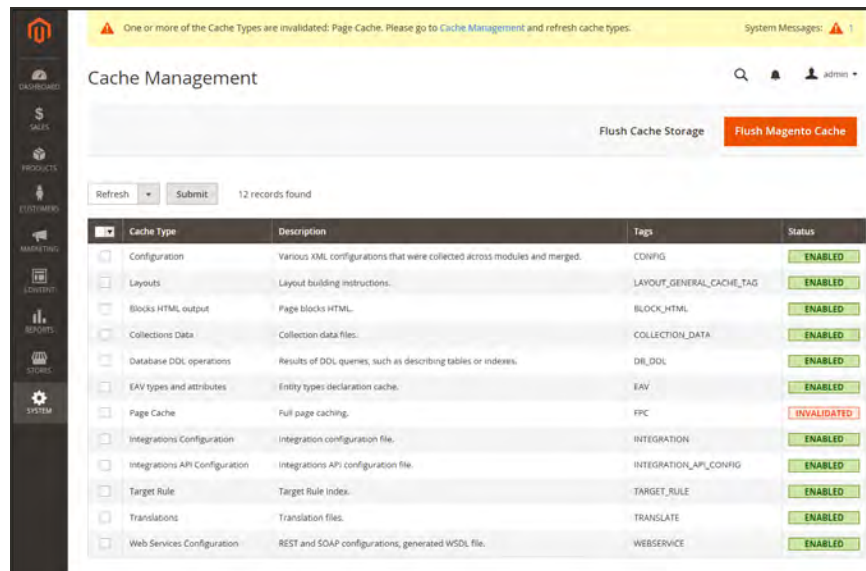 One or more of the Cache Types are invalidated: Page Cache. Please go to Cache Management and refresh cache types. System Messages: 1
DASHBOARD
SALES
PRODUCTS
CUSTOMERS
MARKETING
CONTENT
REPORTS
STORES
SYSTEM
Cache Management admin
Flush Cache Storage Flush Magento Cache
Refresh Submit 12 records found
Cache Type Description Tags Status
Configuration Various XML configurations that were collected across modules and merged. CONFIG ENABLED
Layouts Layout building instructions. LAYOUT_GENERAL_CACHE_TAG ENABLED
Blocks HTML output Page blocks HTML. BLOCK_HTML ENABLED
Collections Data Collection data files. COLLECTION_DATA ENABLED
Database DDL operations Results of DDL queries, such as describing tables or indexes. DB_DDL ENABLED
EAV types and attributes Entity types declaration cache. EAV ENABLED
Page Cache Full page caching. FPC INVALIDATED
Integrations Configuration Integration configuration file. INTEGRATION ENABLED
Integrations API Configuration Integrations API configuration file. INTEGRATION_API_CONFIG ENABLED
Target Rule Target Rule Index. TARGET_RULE ENABLED
Translations Translation files. TRANSLATE ENABLED
Web Services Configuration REST and SOAP configurations, generated WSDL file. WEBSERVICE ENABLED